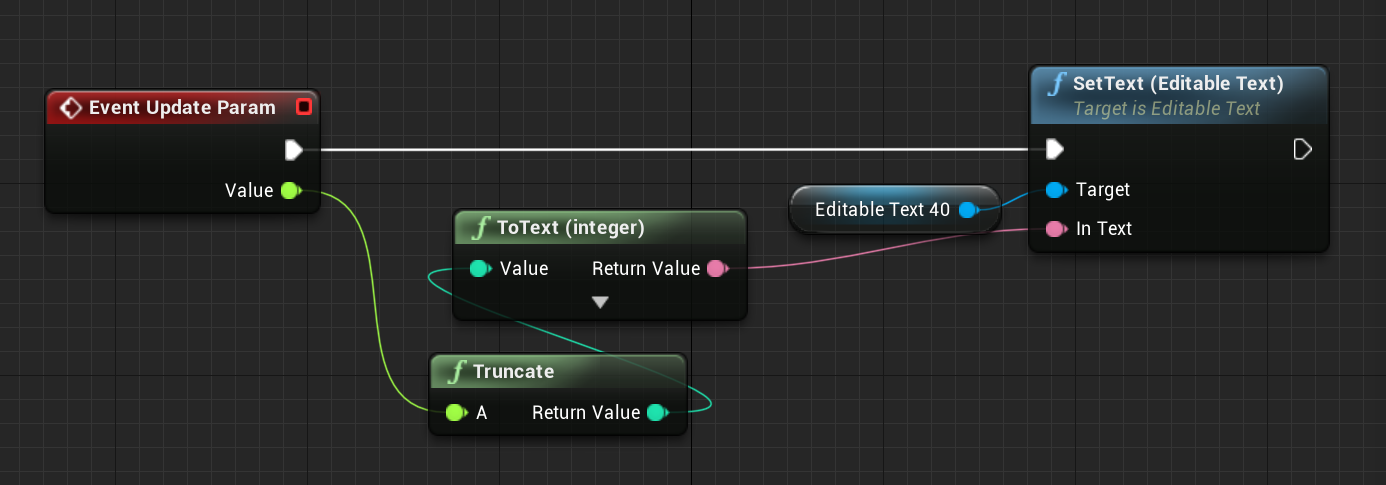 Event Update Param
Value
f ToText (integer)
Value Return Value
f Truncate
A Return Value
Editable Text 40
f SetText (Editable Text)
Target is Editable Text
Target
In Text